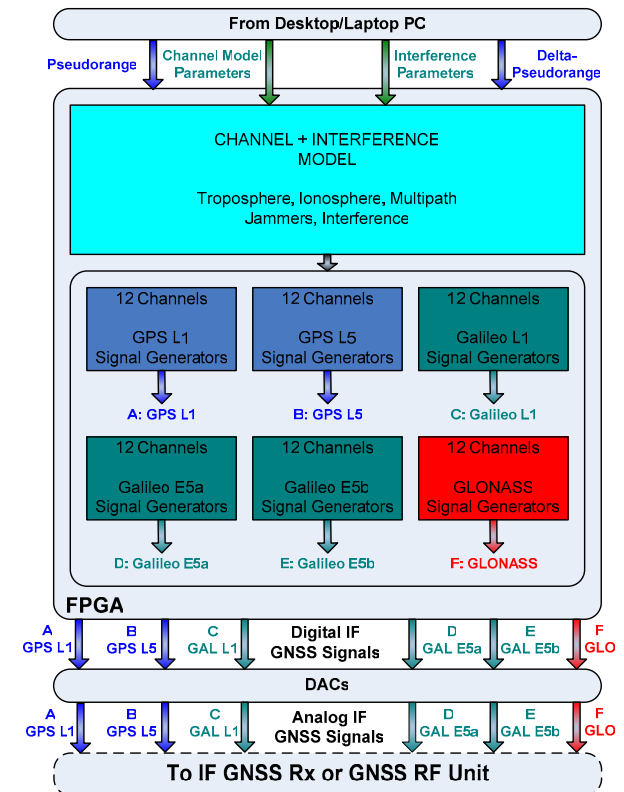 From Desktop/Laptop PC
Pseudorange
Channel Model
Parameters
Interference
Parameters
Delta-
Pseudorange
CHANNEL + INTERFERENCE
MODEL
Troposphere, Ionosphere, Multipath
Jammers, Interference
12 Channels
GPS L1
Signal Generators
12 Channels
GPS L5
Signal Generators
12 Channels
Galileo L1
Signal Generators
A: GPS L1
B: GPS L5
C: Galileo L1
12 Channels
Galileo E5a
Signal Generators
12 Channels
Galileo E5b
Signal Generators
12 Channels
GLONASS
Signal Generators
D: Galileo E5a
E: Galileo E5b
F: GLONASS
FPGA
A
GPS L1
B
GPS L5
C
GAL L1
Digital IF
GNSS Signals
D
GAL E5a
E
GAL E5b
F
GLO
DACs
A
GPS L1
B
GPS L5
C
GAL L1
Analog IF
GNSS Signals
D
GAL E5a
E
GAL E5b
F
GLO
To IF GNSS Rx or GNSS RF Unit